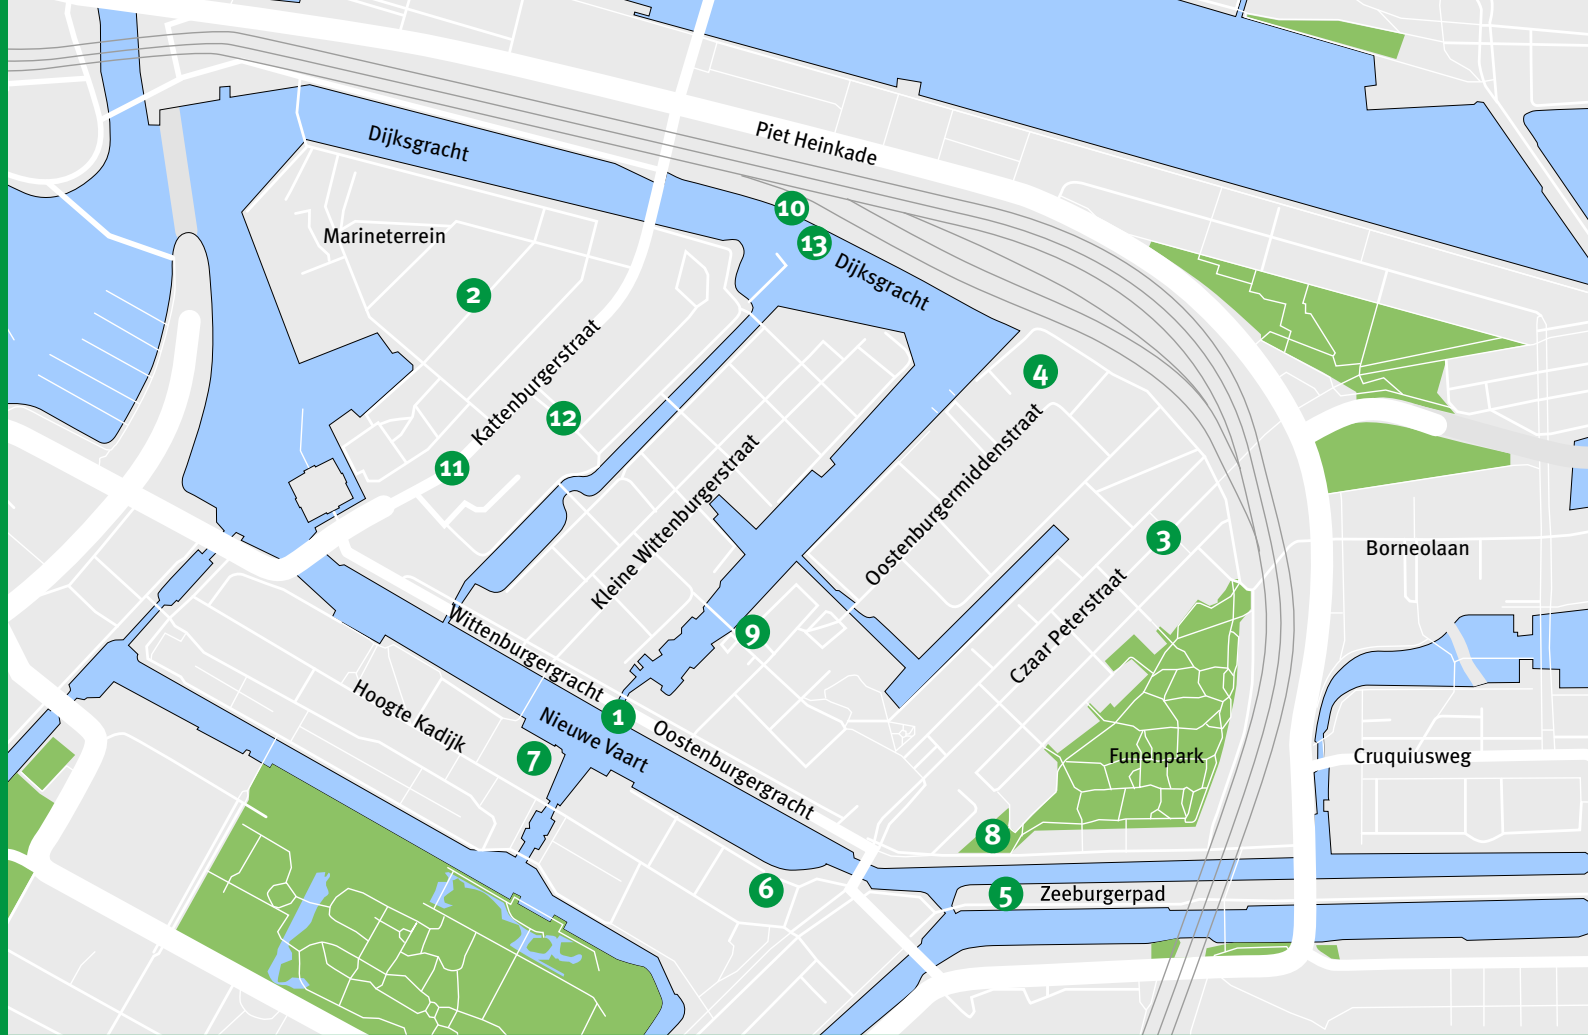 Piet Heinkade
Dijksgracht
10
13
Marineterrein
Dijksgracht
2
Kattenburgerstraat
4
12
11
Kleine Wittenburgerstraat
Oostenburgermiddenstraat
3
Borneolaan
Czaar Peterstraat
9
Wittenburgergracht
Hoogte Kadijk
1
Nieuwe Vaart
Oostenburgergracht
7
Funenpark
Cruquiusweg
8
6
5
Zeeburgerpad